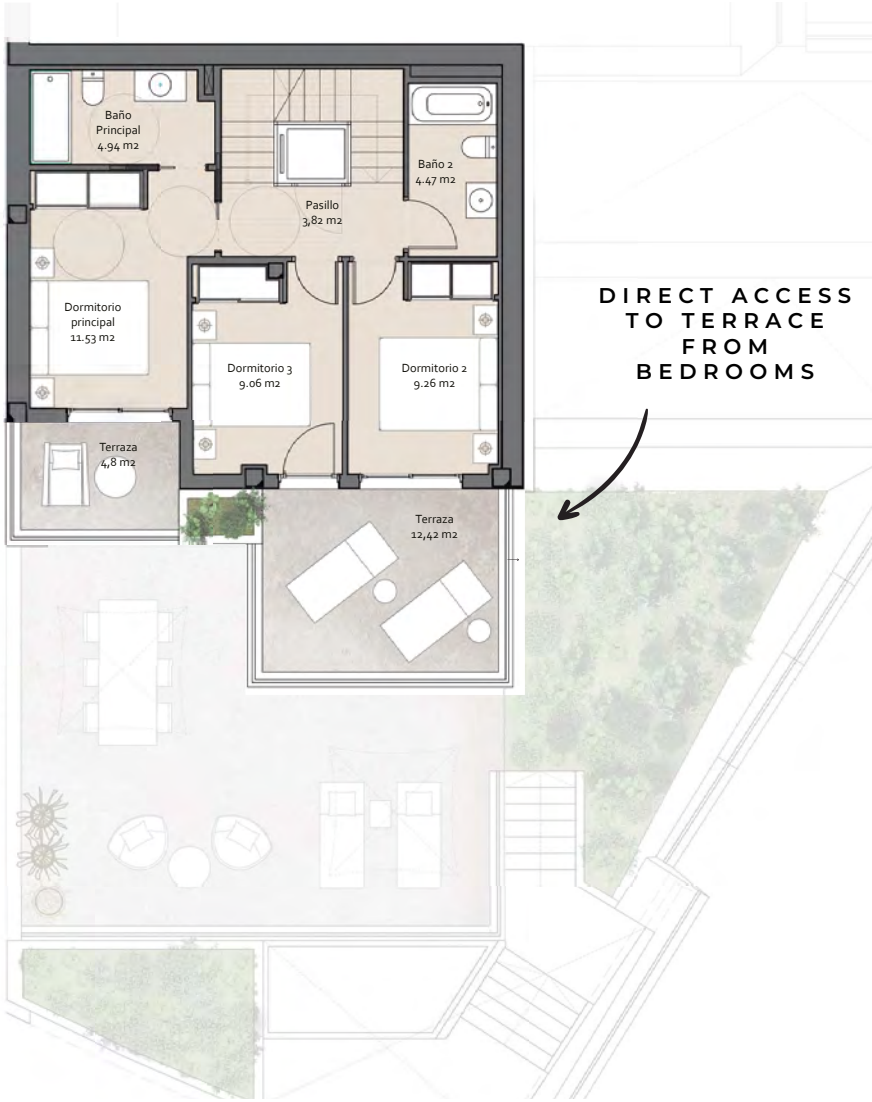 Baño
Principal
4.94 m2
Baño 2
4.47 m2
Pasillo
3,82 m2
Dormitorio
principal
11.53 m2
Dormitorio 3
9.06 m2
Dormitorio 2
9.26 m2
DIRECT ACCESS
TO TERRACE
FROM
BEDROOMS
Terraza
4,8 m2
Terraza
12,42 m2